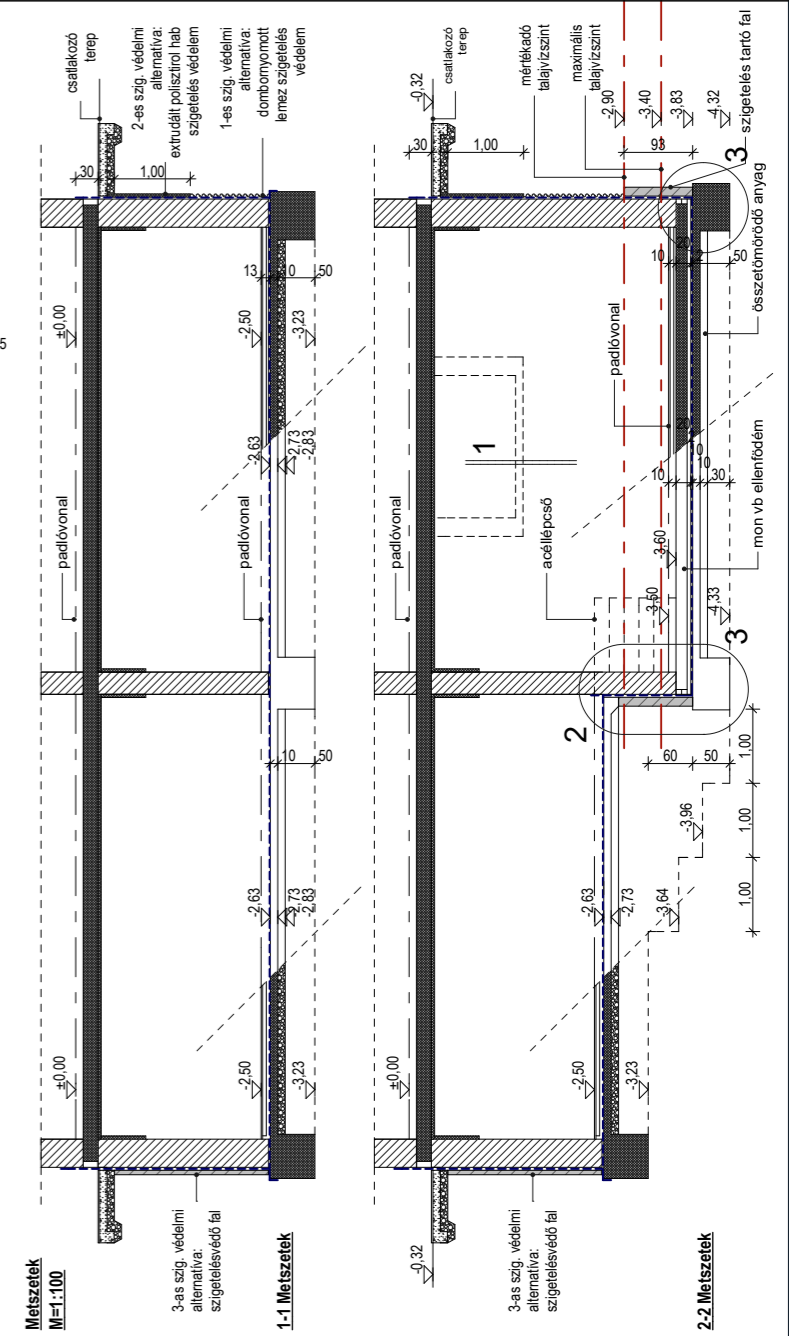 Metszetek
M=1:100
csatlakozó
terep
2-es szig. védelmi
alternatíva:
extrudált polisztirol hab
szigetelés védelem
1-es szig. védelmi
alternatíva:
dombornyomott
lemez szigetelés
védelem
3-as szig. védelmi
alternatíva:
szigetelésvédő fal
30
1,00
±0,00
±0,00
padlóvonal
padlóvonal
13
10
50
-2,50
-3,23
-2,63
-2,73
-2,83
10
50
-2,63
-2,73
-2,83
-2,50
-3,23
5
1-1 Metszetek
-0,32
csatlakozó
terep
mértékadó
talajvízszint
maximális
talajvízszint
-2,90
-3,40
-3,83
-4,32
szigetelés tartó fal
30
1,00
93
3
1
padlóvonal
padlóvonal
acéllépcső
±0,00
10
20
2
50
összetömörödő anyag
20
10
10
10
30
mon vb ellenfödém
-3,60
-3,50
-4,33
3
2
60
50
1,00
1,00
1,00
-3,96
-3,64
-2,63
-2,73
-2,50
-3,23
-0,32
3-as szig. védelmi
alternatíva:
szigetelésvédő fal
2-2 Metszetek